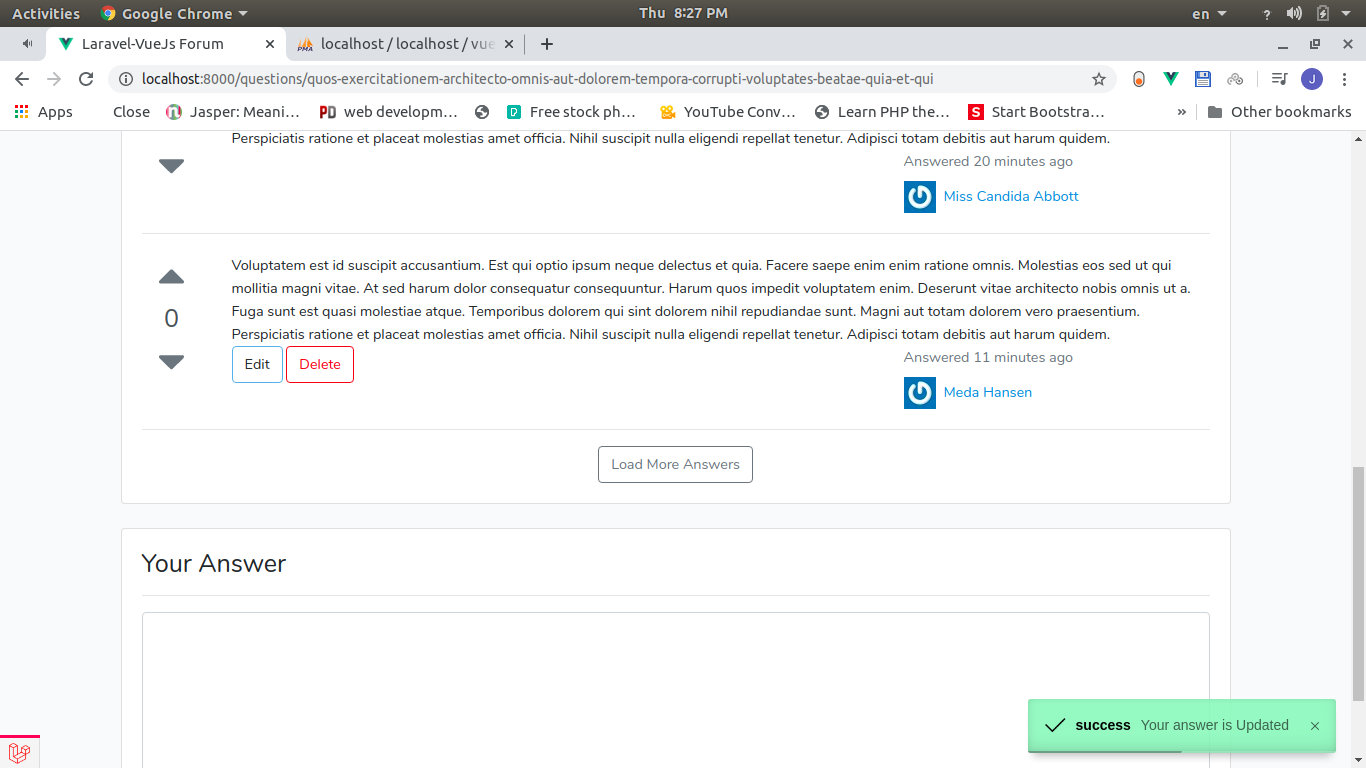 Activities Google Chrome Thu 8:27 PM en ?
Laravel-VueJs Forum localhost / localhost / vue
localhost:8000/questions/quos-exercitationem-architecto-omnis-aut-dolorem-tempora-corrupti-voluptates-beatae-quia-et-qui J
Apps Close Jasper: Meani… PD web developm… Free stock ph… YouTube Conv… Learn PHP the… S Start Bootstra… » Other bookmarks
Perspiciatis ratione et placeat molestias amet officia. Nihil suscipit nulla eligendi repellat tenetur. Adipisci totam debitis aut harum quidem.
Answered 20 minutes ago
Miss Candida Abbott
Voluptatem est id suscipit accusantium. Est qui optio ipsum neque delectus et quia. Facere saepe enim enim ratione omnis. Molestias eos sed ut qui
mollitia magni vitae. At sed harum dolor consequatur consequuntur. Harum quos impedit voluptatem enim. Deserunt vitae architecto nobis omnis ut a.
0
Fuga sunt est quasi molestiae atque. Temporibus dolorem qui sint dolorem nihil repudiandae sunt. Magni aut totam dolorem vero praesentium.
Perspiciatis ratione et placeat molestias amet officia. Nihil suscipit nulla eligendi repellat tenetur. Adipisci totam debitis aut harum quidem.
Edit Delete
Answered 11 minutes ago
Meda Hansen
Load More Answers
Your Answer
success Your answer is Updated ×